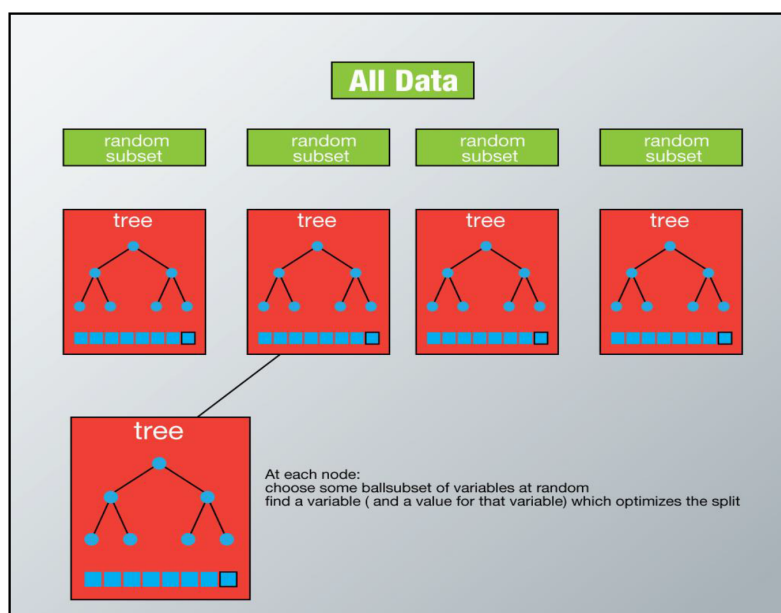 All Data
random
subset
random
subset
random
subset
random
subset
tree
tree
tree
tree
tree
At each node:
choose some ballsubset of variables at random
find a variable ( and a value for that variable) which optimizes the split